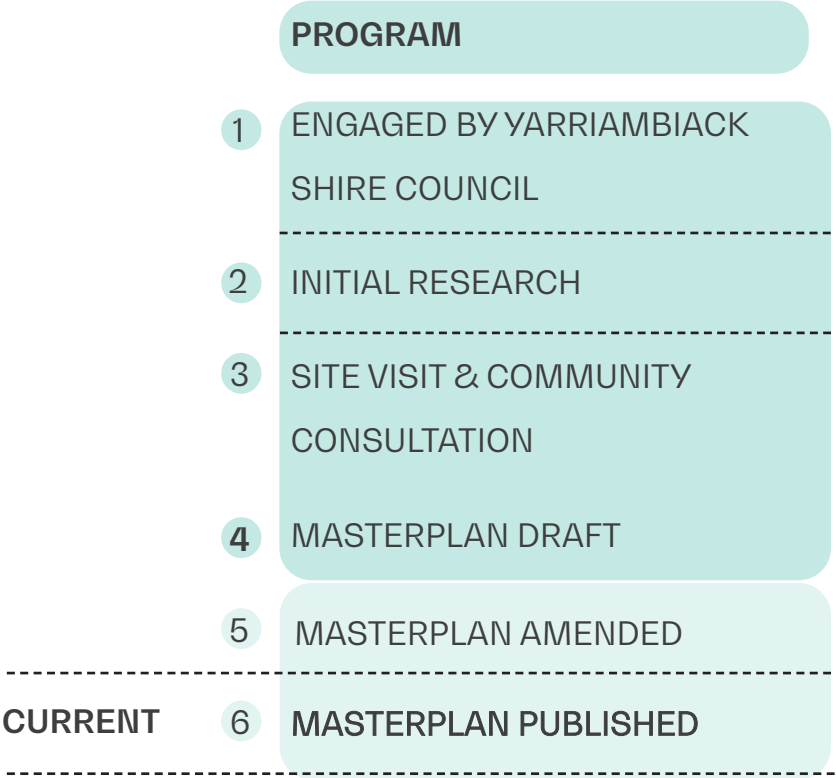 PROGRAM
1 ENGAGED BY YARRIAMBIACK
SHIRE COUNCIL
2 INITIAL RESEARCH
3 SITE VISIT & COMMUNITY
CONSULTATION
4 MASTERPLAN DRAFT
5 MASTERPLAN AMENDED
CURRENT 6 MASTERPLAN PUBLISHED